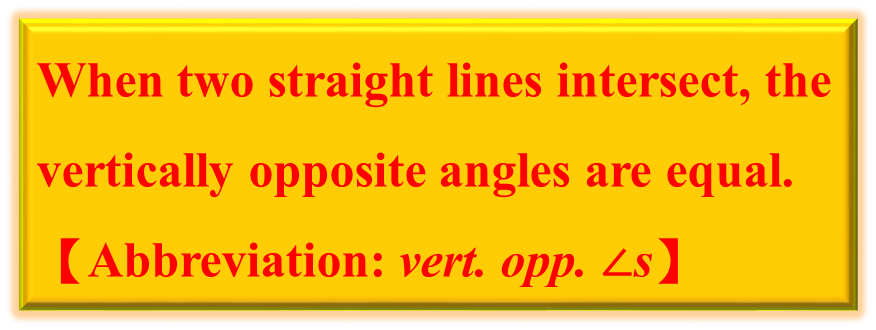 When two straight lines intersect, the
vertically opposite angles are equal.
【Abbreviation: vert. opp. ∠s】